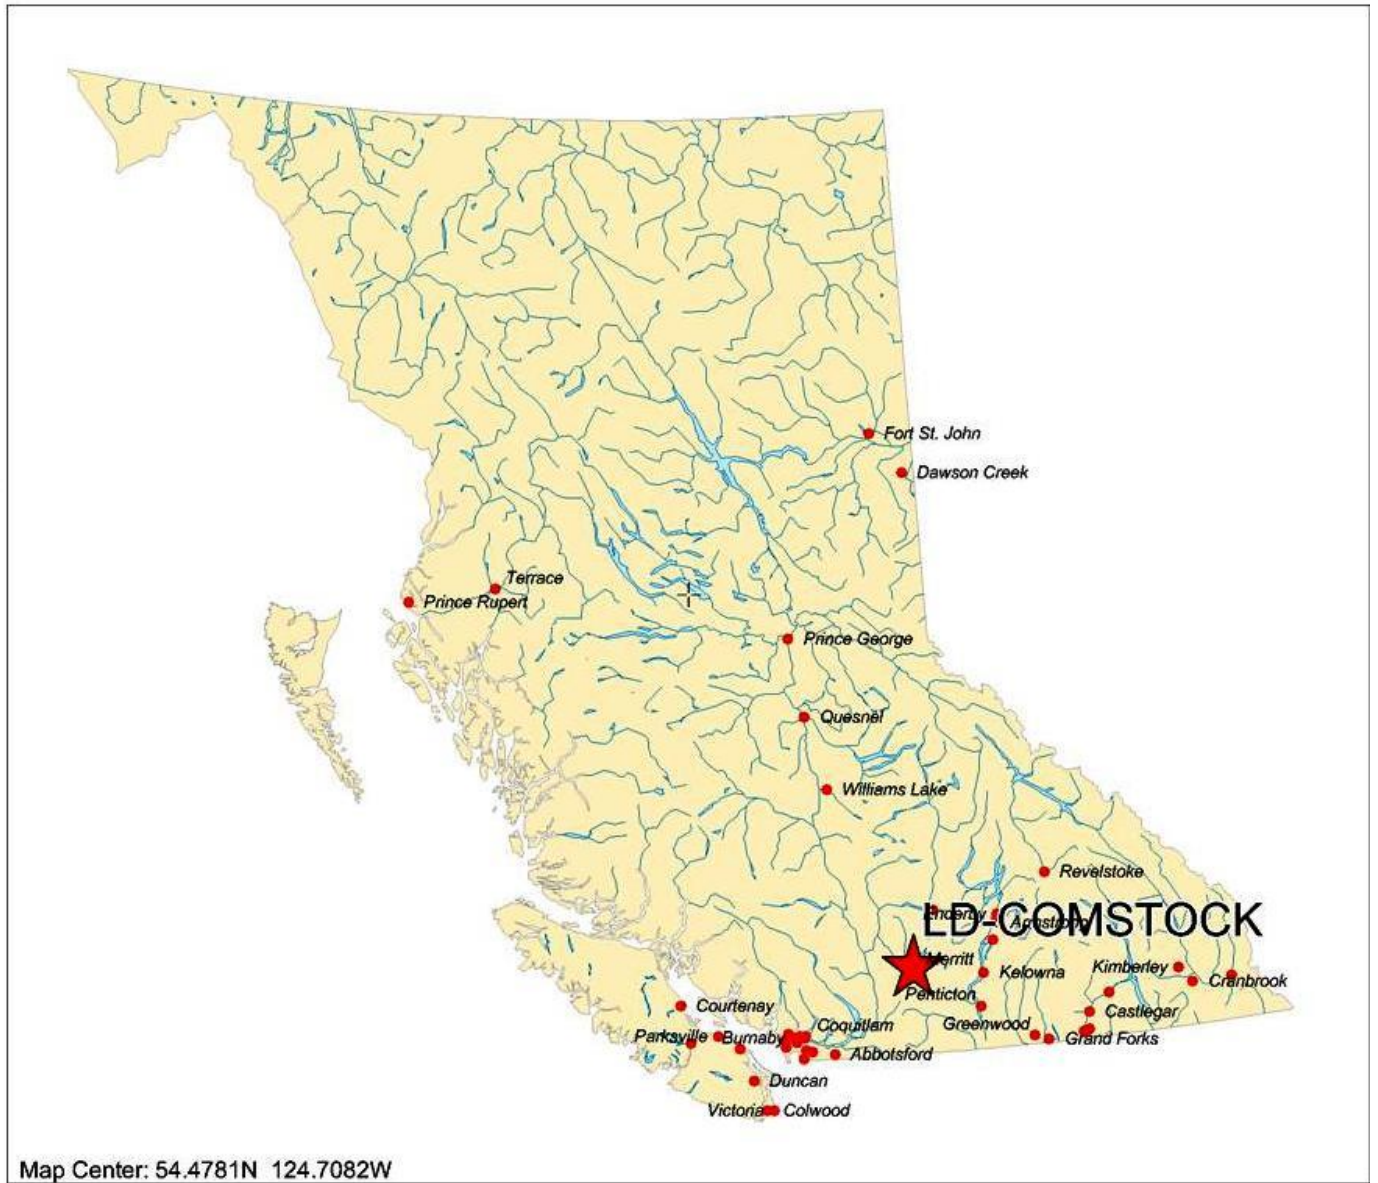 Fort St. John
Dawson Creek
Terrace
Prince Rupert
Prince George
Quesnel
Williams Lake
Revelstoke
Enderby
LD-COMSTOCK
Armstrong
Merritt
Kelowna
Kimberley
Cranbrook
Penticton
Courtenay
Castlegar
Greenwood
Coquitlam
Parksville
Burnaby
Grand Forks
Abbotsford
Duncan
Victoria
Colwood
Map Center: 54.4781N 124.7082W